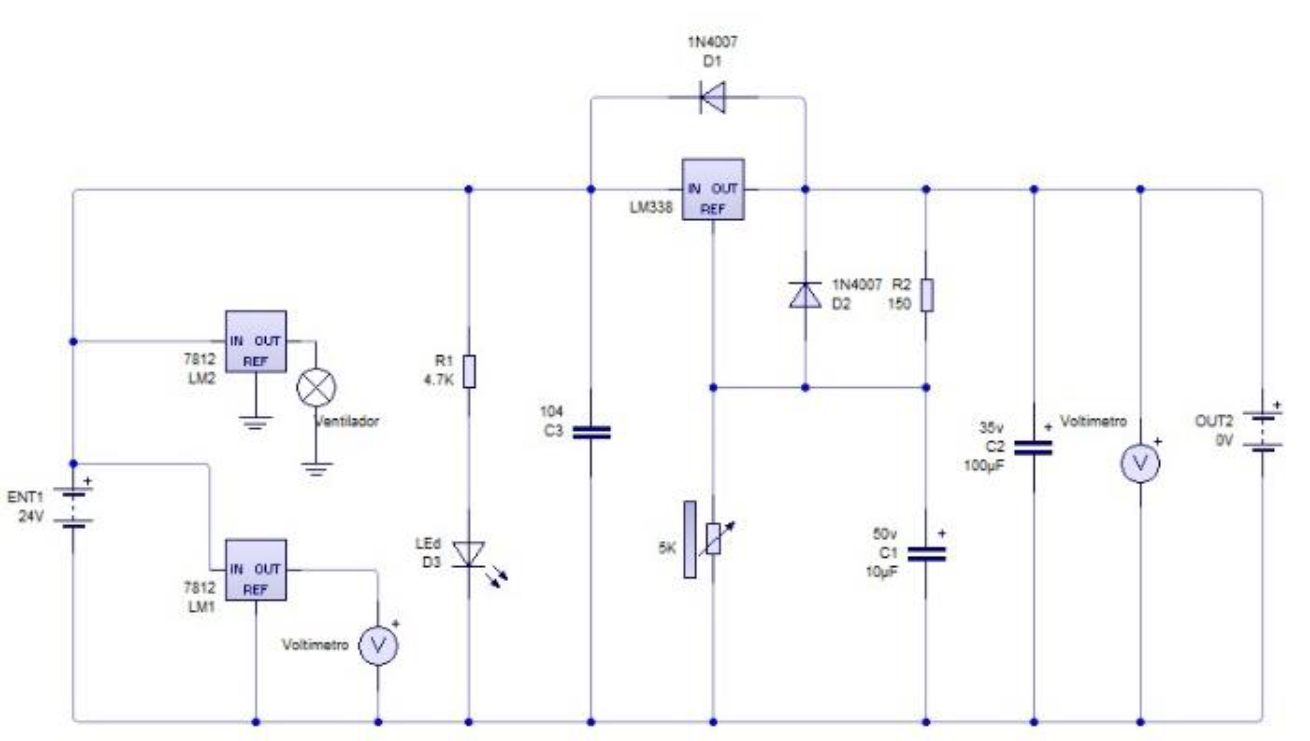 1N4007
D1
IN OUT
REF
LM338
1N4007
D2
R2
150
IN OUT
REF
7812
LM2
Ventilador
R1
4.7K
104
C3
35v
C2
100µF
+
Voltimetro
+
V
OUT2
0V
+
ENT1
24V
+
IN OUT
REF
7812
LM1
Voltimetro
+
V
LEd
D3
5K
50v
C1
10µF
+